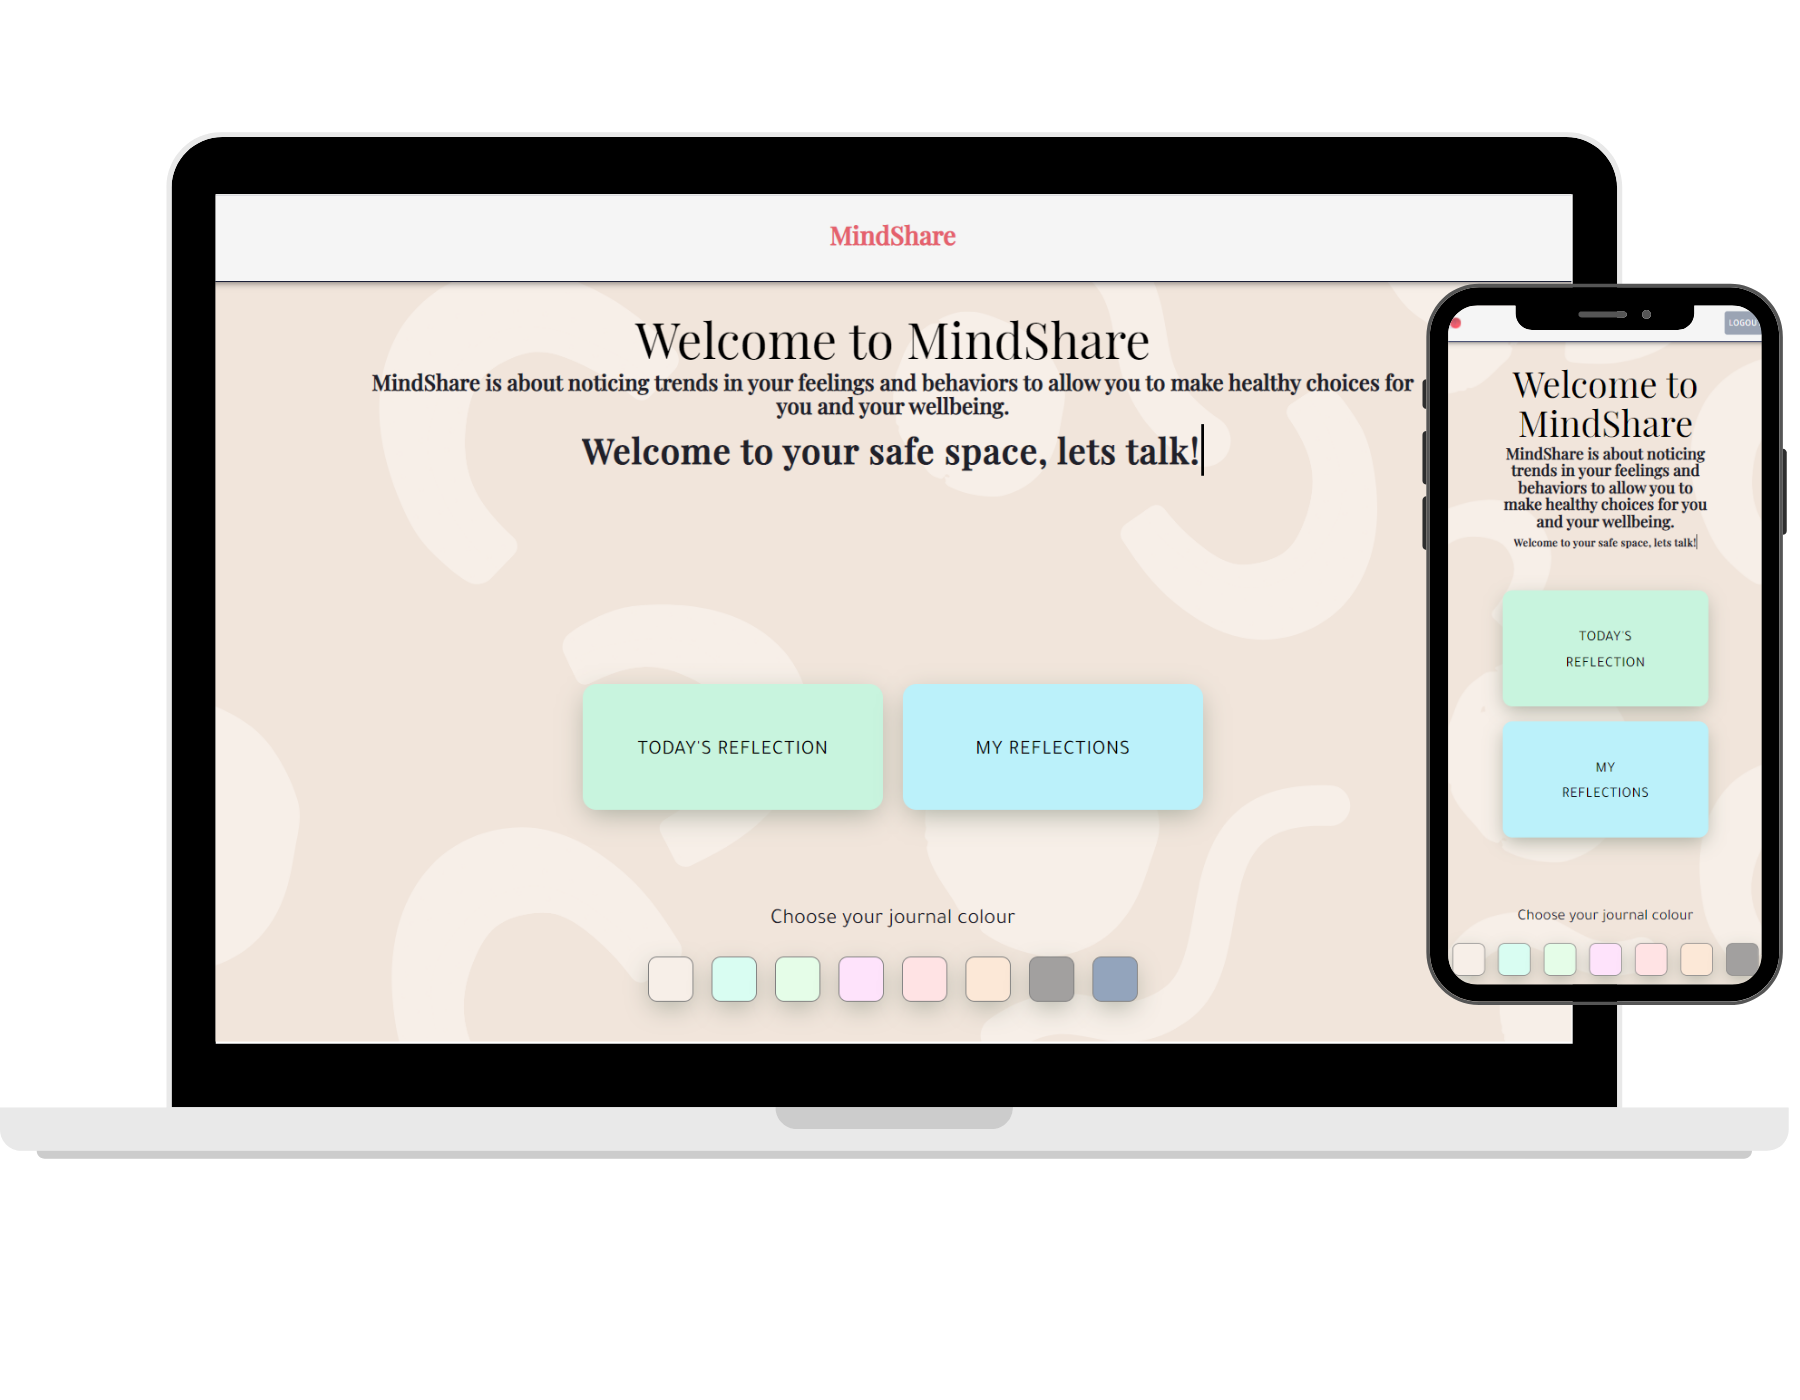 MindShare
Welcome to MindShare
MindShare is about noticing trends in your feelings and behaviors to allow you to make healthy choices for
you and your wellbeing.
Welcome to your safe space, lets talk!
TODAY'S REFLECTION
MY REFLECTIONS
Choose your journal colour
LOGOU
Welcome to
MindShare
MindShare is about noticing
trends in your feelings and
behaviors to allow you to
make healthy choices for you
and your wellbeing.
Welcome to your safe space, lets talk!
TODAY'S
REFLECTION
MY
REFLECTIONS
Choose your journal colour